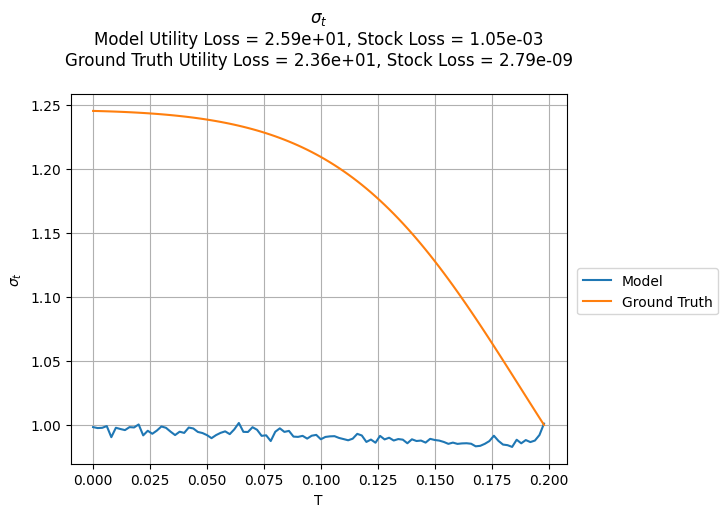 σₜ
Model Utility Loss = 2.59e+01, Stock Loss = 1.05e-03
Ground Truth Utility Loss = 2.36e+01, Stock Loss = 2.79e-09
1.25
1.20
1.15
1.10
1.05
1.00
σₜ
0.000 0.025 0.050 0.075 0.100 0.125 0.150 0.175 0.200
T
Model
Ground Truth